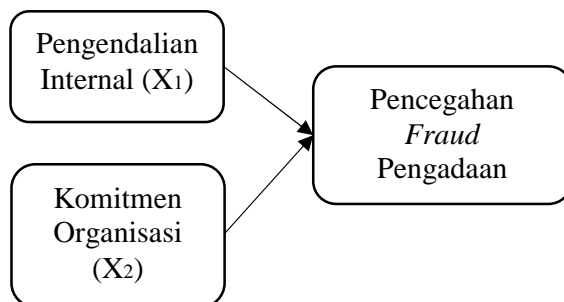 Pengendalian
Internal (X1)
Pencegahan
Fraud
Pengadaan
Komitmen
Organisasi
(X2)